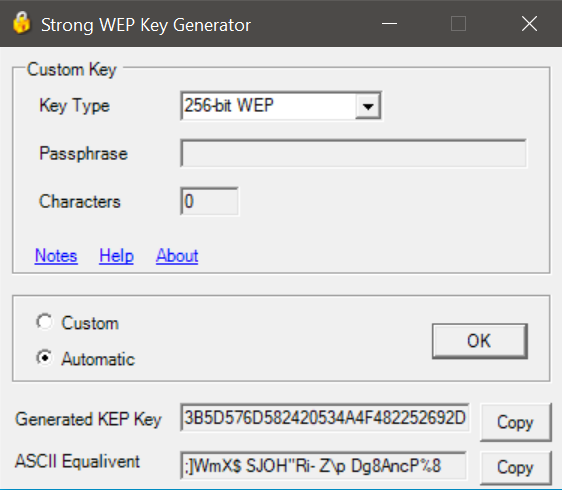 Strong WEP Key Generator
Custom Key
Key Type 256-bit WEP
Passphrase
Characters 0
Notes Help About
Custom
OK
Automatic
Generated KEP Key 3B5D576D582420534A4F482252692D Copy
ASCII Equalivent ;]WmX$ SJOH"Ri- Z\p Dg8AncP%8 Copy